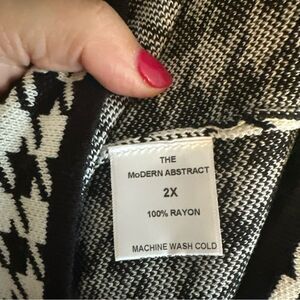 THE
MoDERN ABSTRACT
2X
100% RAYON
MACHINE WASH COLD